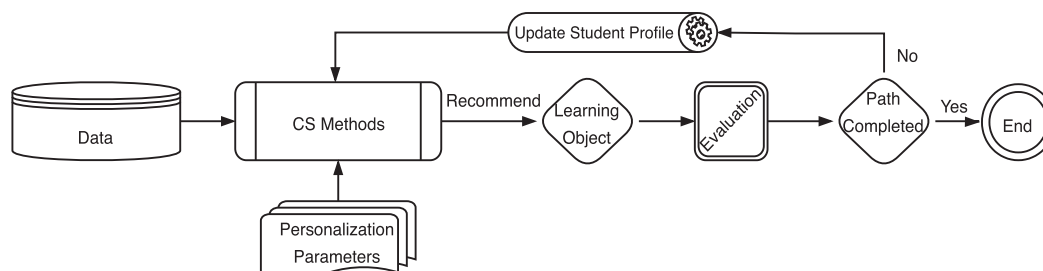 Update Student Profile
No
Data
CS Methods
Recommend
Learning
Object
Evaluation
Path
Completed
Yes
End
Personalization
Parameters